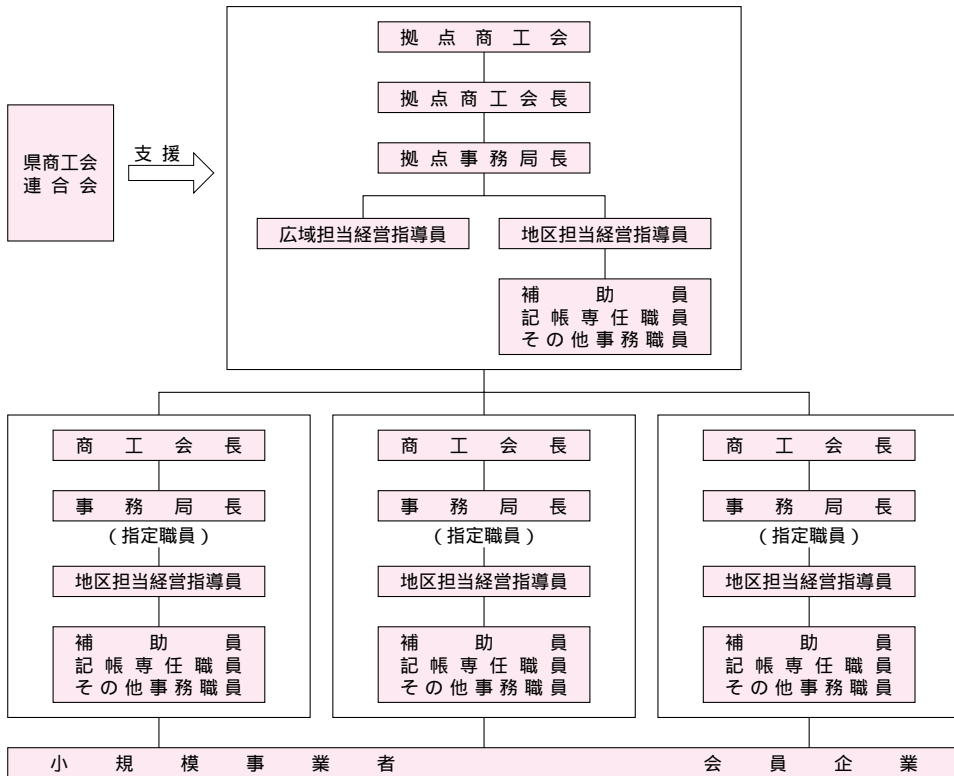 拠点商工会
拠点商工会長
拠点事務局長
県商工会
連合会
支援
広域担当経営指導員
地区担当経営指導員
補助員
記帳専任職員
その他事務職員
商工会長
事務局長
(指定職員)
地区担当経営指導員
補助員
記帳専任職員
その他事務職員
商工会長
事務局長
(指定職員)
地区担当経営指導員
補助員
記帳専任職員
その他事務職員
商工会長
事務局長
(指定職員)
地区担当経営指導員
補助員
記帳専任職員
その他事務職員
小規模事業者 会員企業